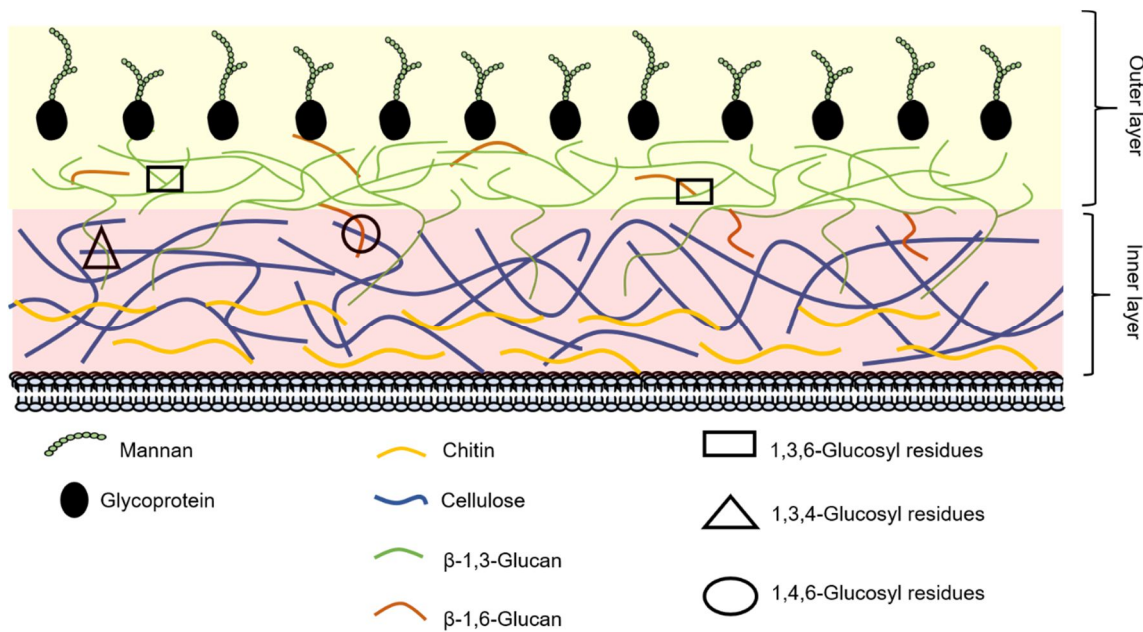 Outer layer
Inner layer
Mannan
Glycoprotein
Chitin
Cellulose
β-1,3-Glucan
β-1,6-Glucan
1,3,6-Glucosyl residues
1,3,4-Glucosyl residues
1,4,6-Glucosyl residues